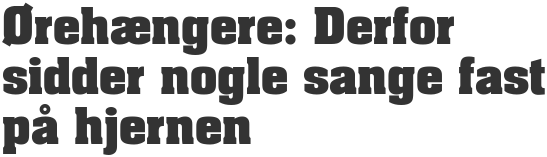 Ørehængere: Derfor
sidder nogle sange fast
på hjernen